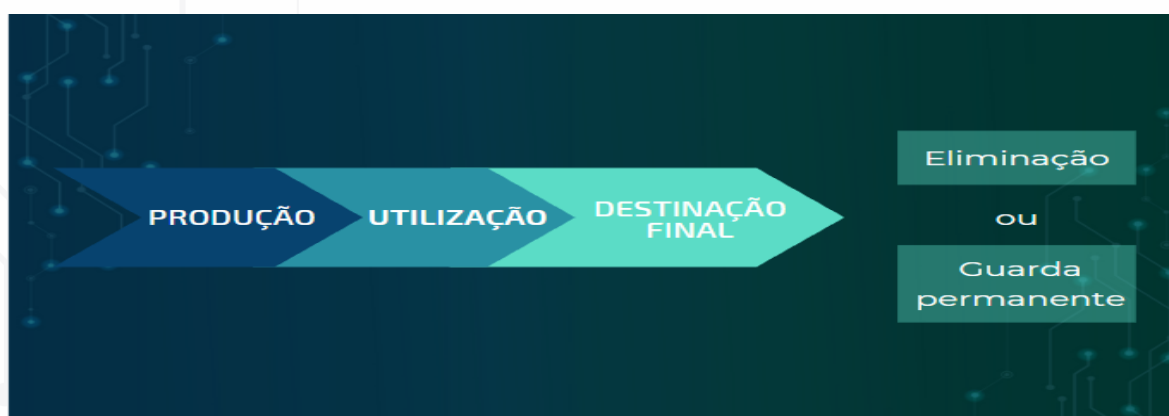 PRODUÇÃO
UTILIZAÇÃO
DESTINAÇÃO
FINAL
Eliminação
ou
Guarda
permanente